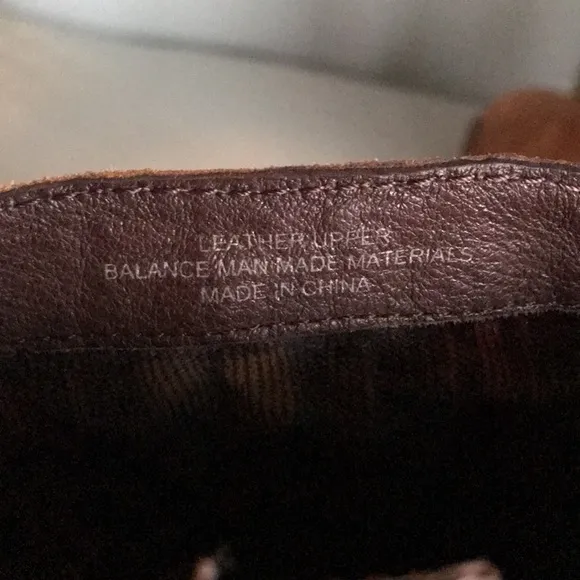 LEATHER UPPER
BALANCE MAN MADE MATERIALS
MADE IN CHINA